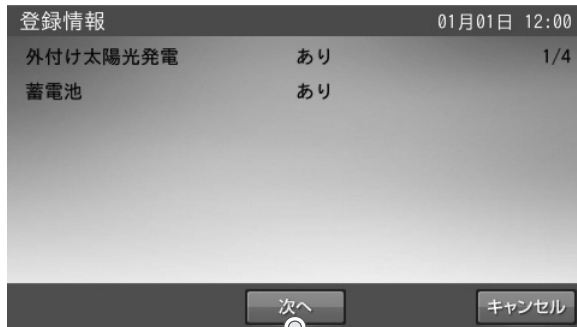 登録情報 01月01日 12:00
外付け太陽光発電 あり 1/4
蓄電池 あり
次へ キャンセル